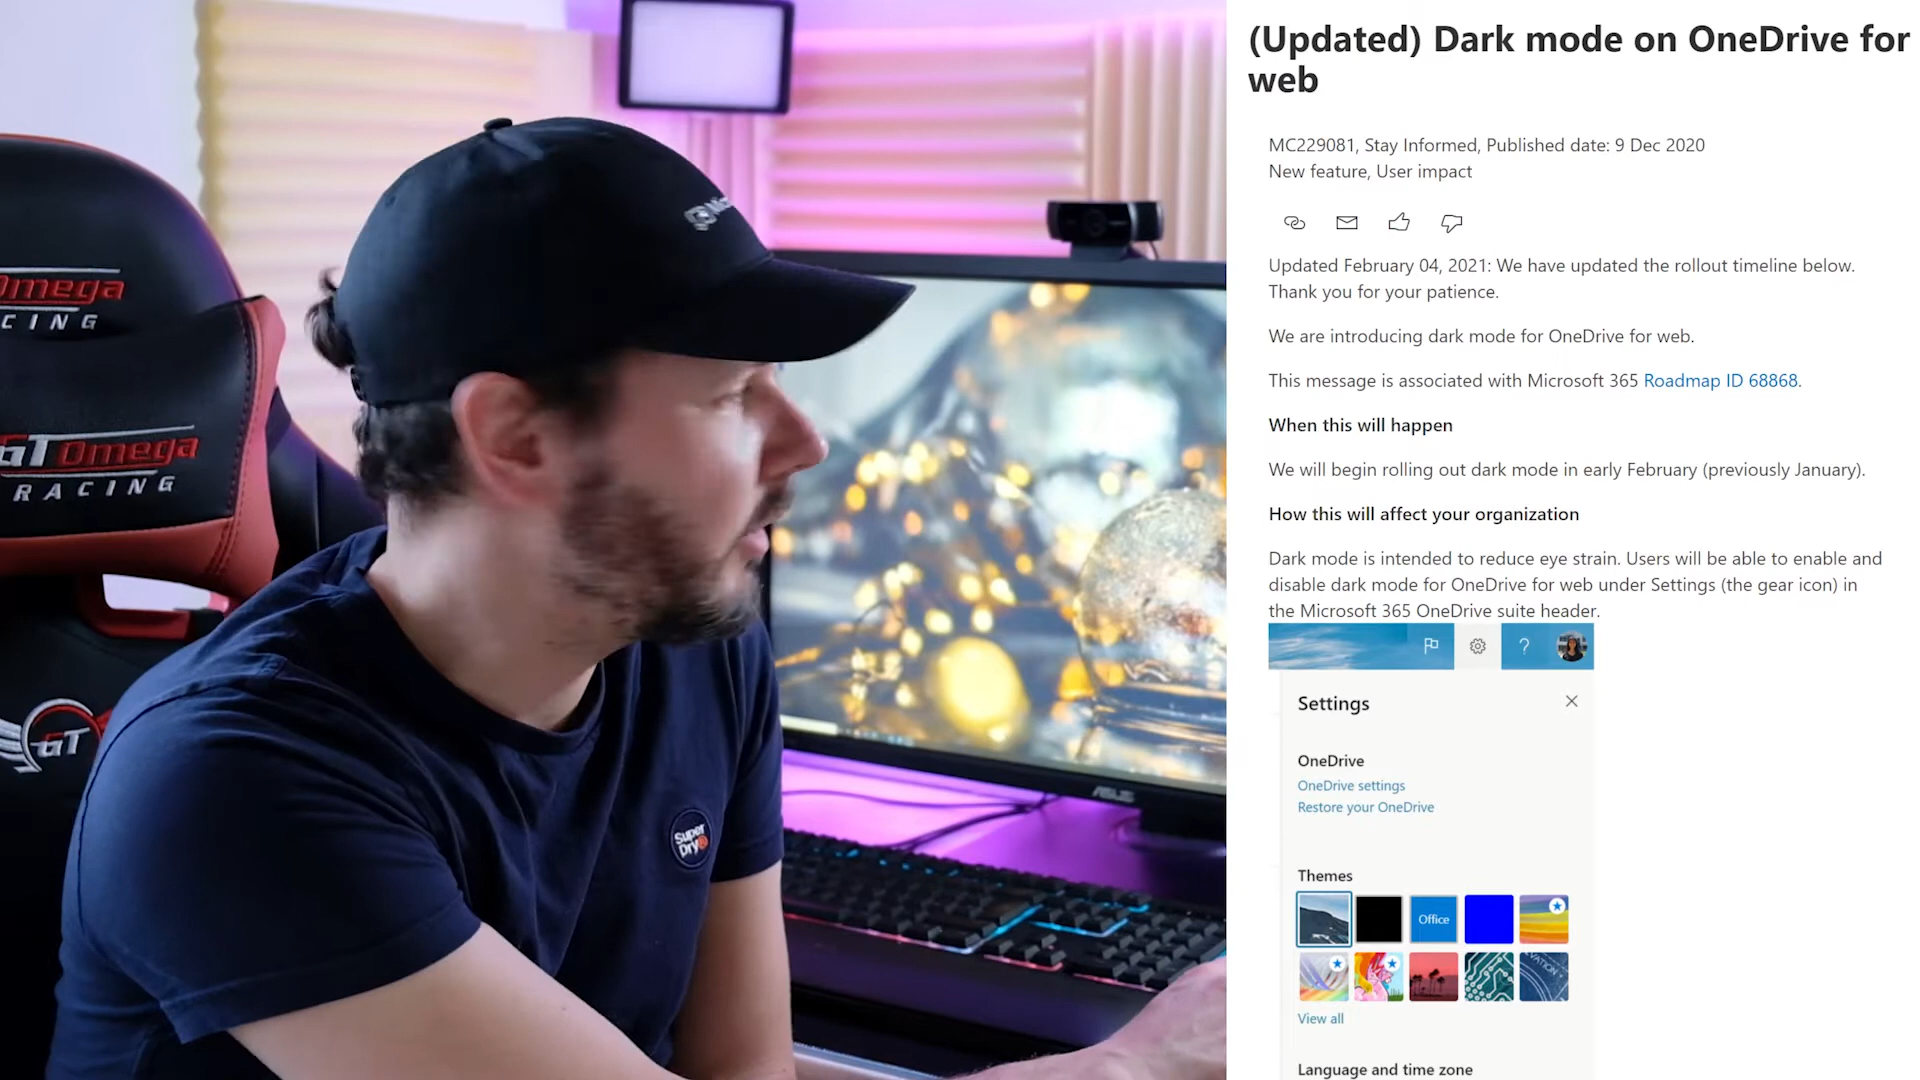 (Updated) Dark mode on OneDrive for
web
MC229081, Stay Informed, Published date: 9 Dec 2020
New feature, User impact
Updated February 04, 2021: We have updated the rollout timeline below.
Thank you for your patience.
We are introducing dark mode for OneDrive for web.
This message is associated with Microsoft 365 Roadmap ID 68868.
When this will happen
We will begin rolling out dark mode in early February (previously January).
How this will affect your organization
Dark mode is intended to reduce eye strain. Users will be able to enable and
disable dark mode for OneDrive for web under Settings (the gear icon) in
the Microsoft 365 OneDrive suite header.
?
Settings
OneDrive
OneDrive settings
Restore your OneDrive
Themes
Office
View all
Language and time zone
Omega
CING
GT Omega
RACING
GT
Super
Dry
ASUS